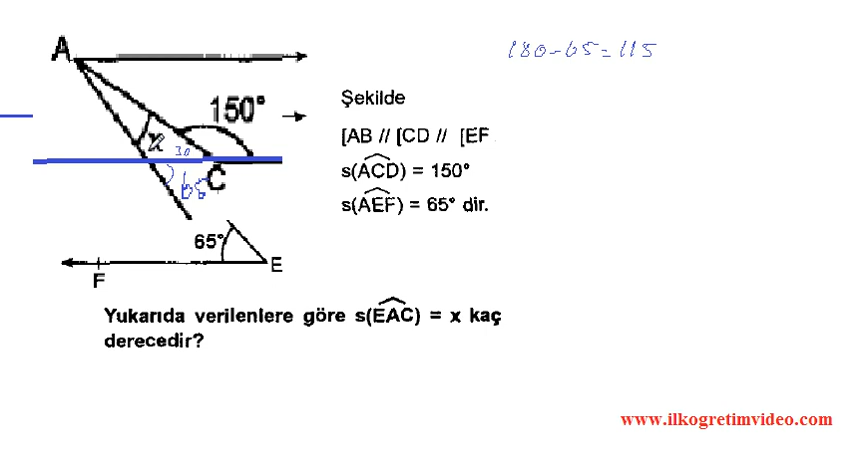 180-65=115
A
150°
x
30
65
C
65°
E
F
Şekilde
[AB // [CD // [EF
s(ACD) = 150°
s(AEF) = 65° dir.
Yukarıda verilenlere göre s(EAC) = x kaç
derecedir?
www.ilkogretimvideo.com